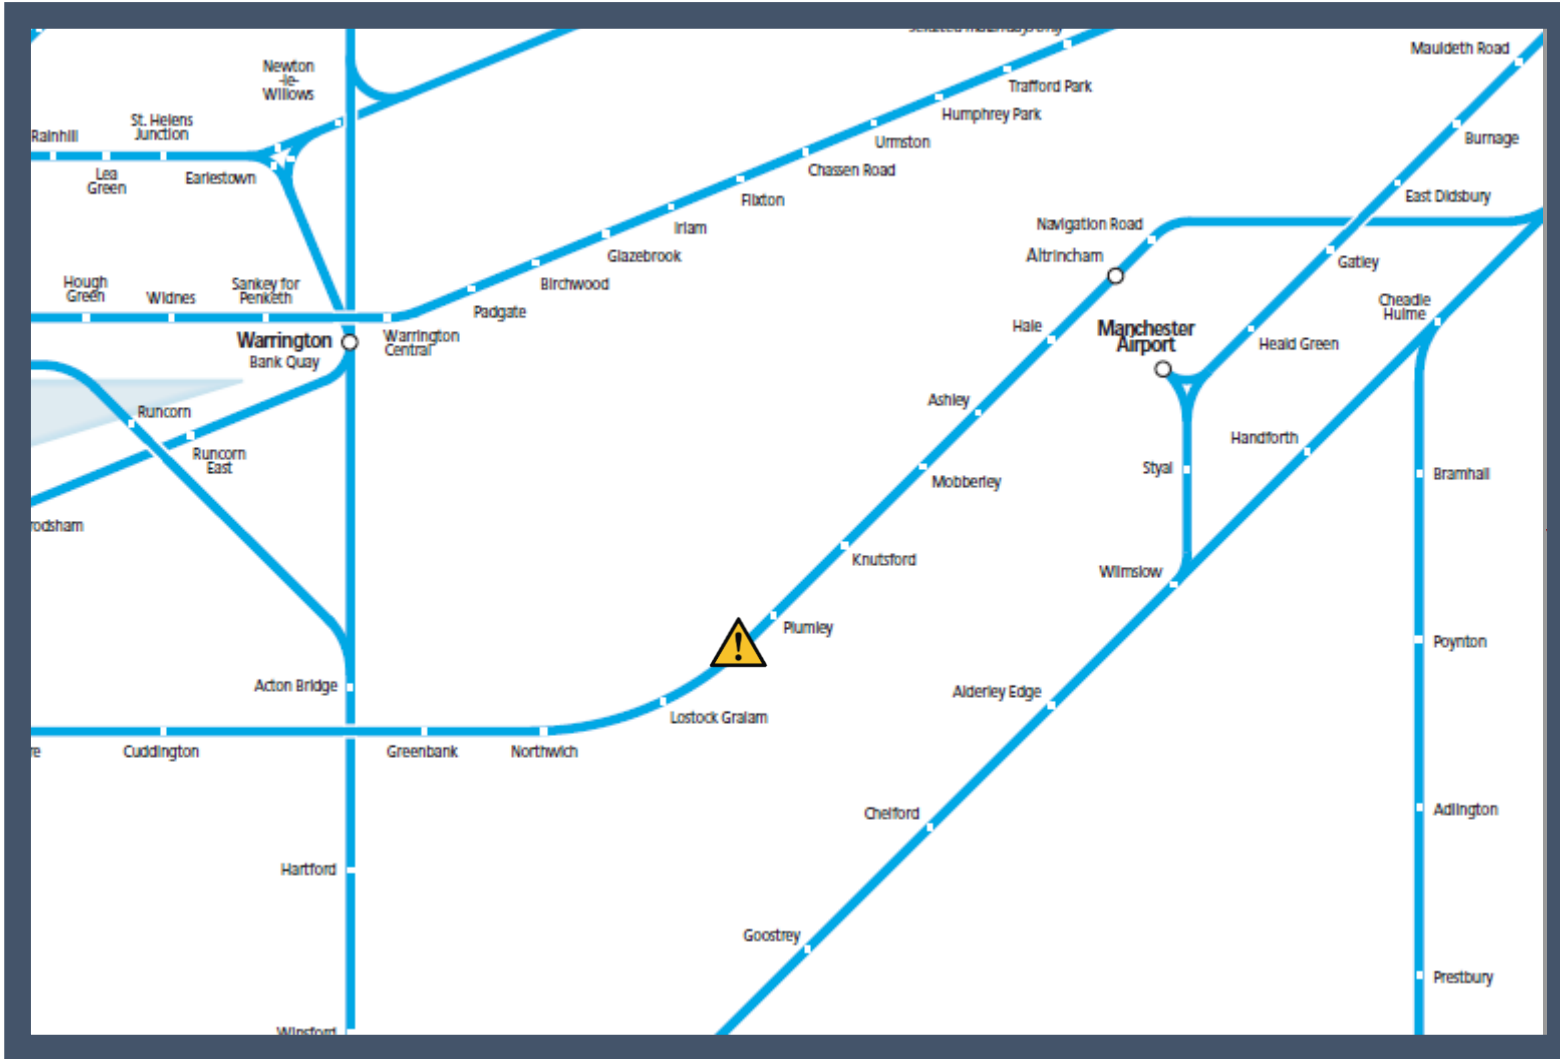 Mauldeth Road
Newton
-le-
Willows
Trafford Park
Humphrey Park
St. Helens
Junction
Rainhill
Burnage
Urmston
Chassen Road
Lea
Green
Earlestown
East Didsbury
Flixton
Irlam
Navigation Road
Glazebrook
Altrincham
Gatley
Hough
Green
Widnes
Sankey for
Penketh
Birchwood
Cheadle
Hulme
Padgate
Hale
Manchester
Airport
Warrington
Bank Quay
Warrington
Central
Heald Green
Ashley
Runcorn
Runcorn
East
Handforth
Styal
Bramhall
Mobberley
rodsham
Knutsford
Wilmslow
!
Plumley
Poynton
Acton Bridge
Alderley Edge
Lostock Gralam
re
Cuddington
Greenbank
Northwich
Chelford
Adlington
Hartford
Goostrey
Prestbury
Winsford